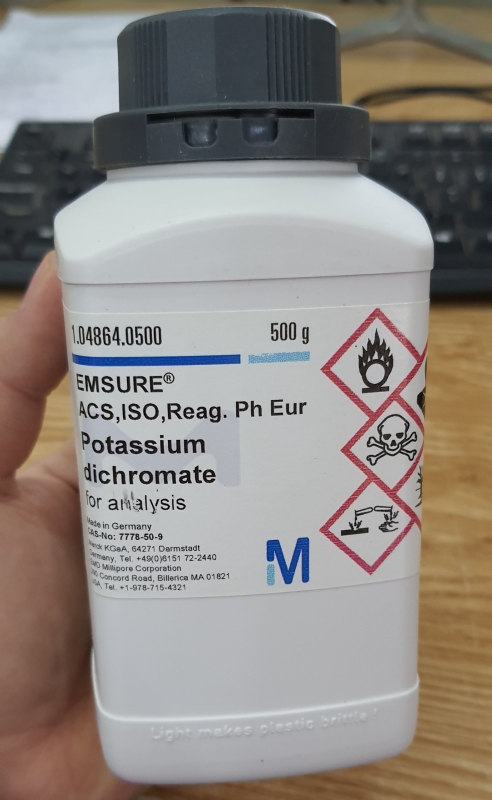 1.04864.0500 500 g
EMSURE®
ACS,ISO,Reag. Ph Eur
Potassium
dichromate
for analysis
Made in Germany
CAS-No: 7778-50-9
Merck KGaA, 64271 Darmstadt
Germany, Tel. +49(0)6151 72-2440
EMD Millipore Corporation
Concord Road, Billerica MA 01821
USA, Tel. +1-978-715-4321
M
Light makes plastic brittle